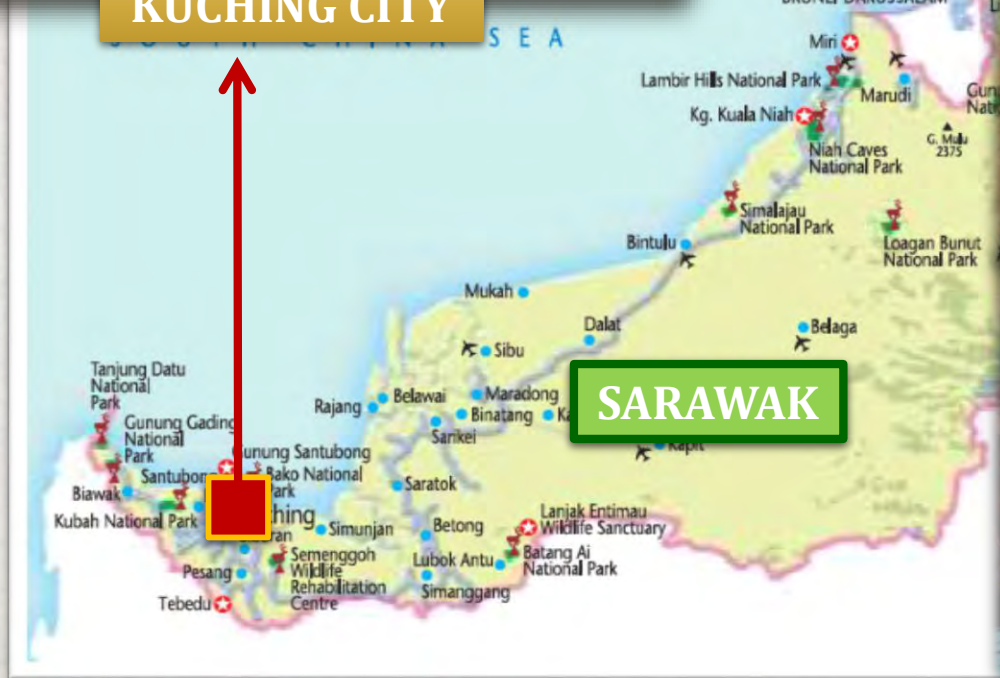 KUCHING CITY
SOUTH CHINA SEA
BRUNEI DARUSSALAM
Miri
Lambir Hills National Park
Marudi
Kg. Kuala Niah
G. Mulu
2375
Niah Caves
National Park
Simalajau
National Park
Loagan Bunut
National Park
Bintulu
Mukah
Dalat
Belaga
Sibu
Tanjung Datu
National
Park
Belawai
Maradong
SARAWAK
Rajang
Binatang
Gunung Gading
National
Park
Sarikei
Kapit
Gunung Santubong
Santubong
Bako National
Park
Saratok
Biawak
Kubah National Park
ching
Simunjan
Betong
Lanjak Entimau
Wildlife Sanctuary
Semenggoh
Wildlife
Rehabilitation
Centre
Lubok Antu
Batang Ai
National Park
Pesang
Simanggang
Tebedu